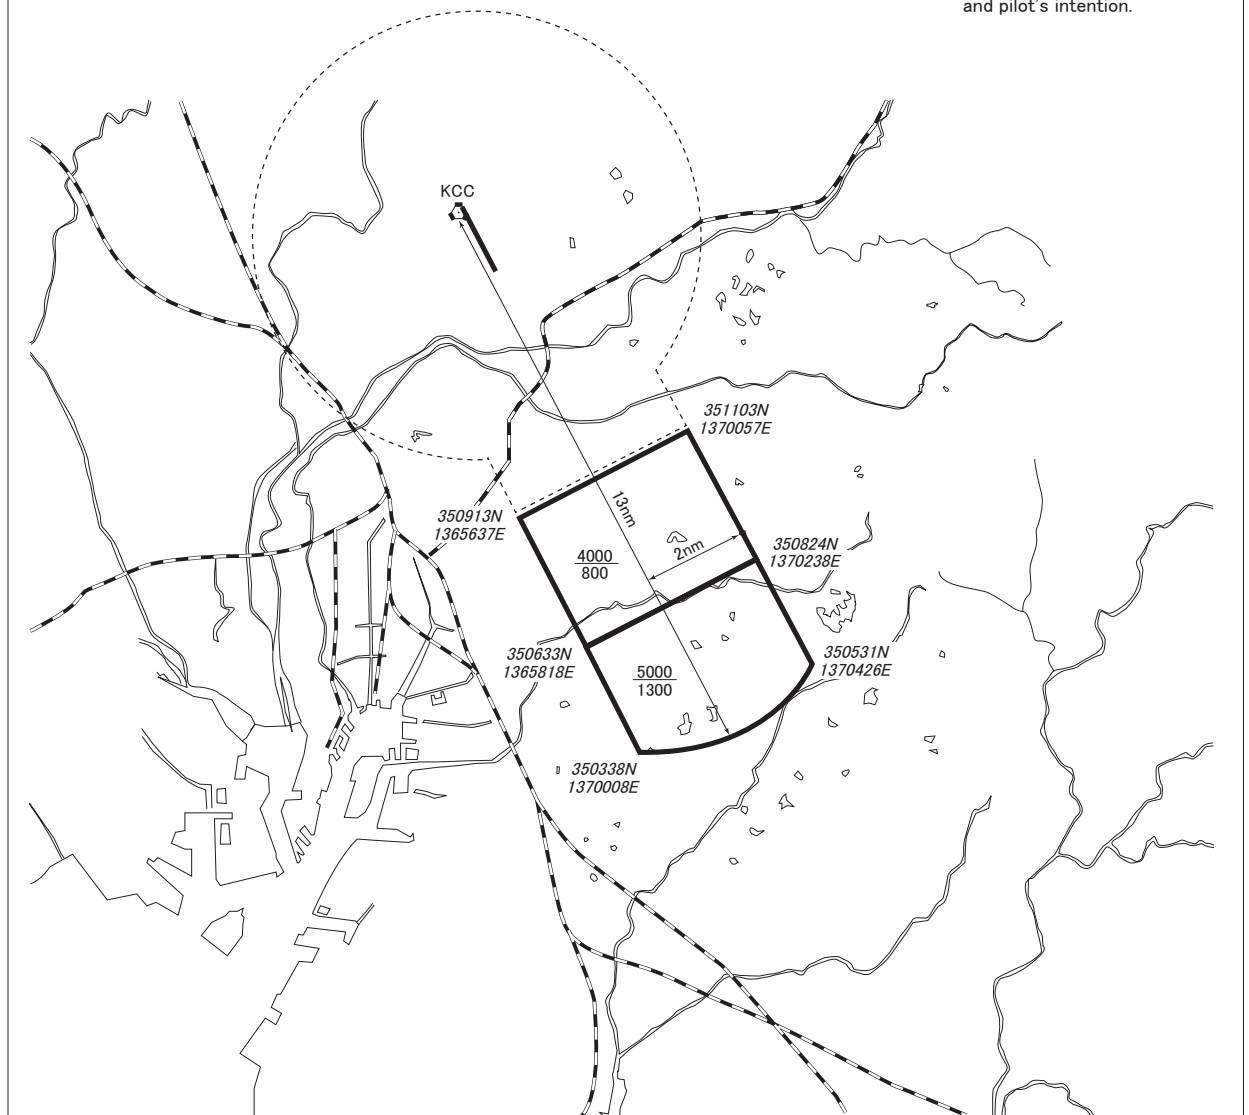 and pilot's intention.
KCC
351103N
1370057E
13nm
350913N
1365637E
2nm
350824N
1370238E
4000
800
350633N
1365818E
350531N
1370426E
5000
1300
350338N
1370008E